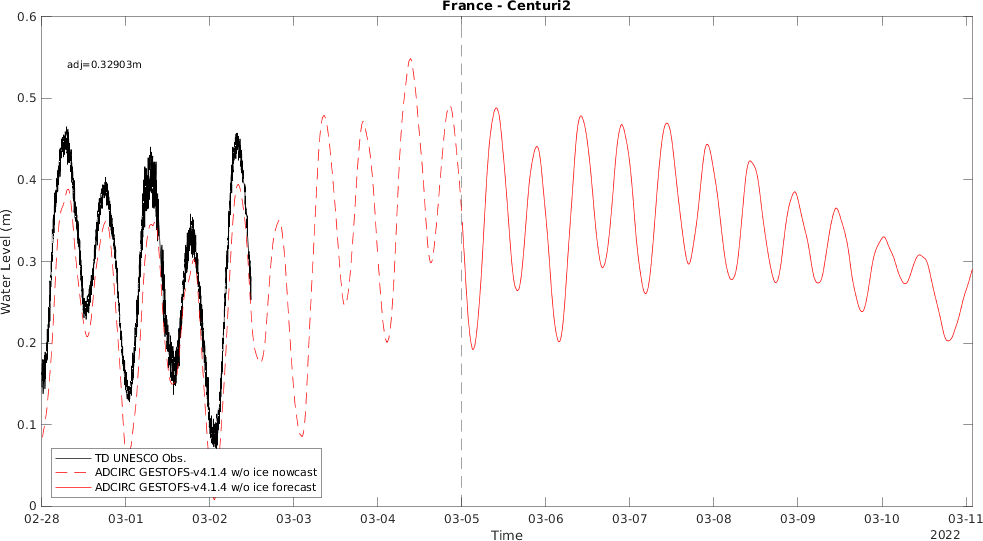 France - Centuri2
0.6
adj=0.32903m
0.5
0.4
0.3
0.2
0.1
0
Water Level (m)
TD UNESCO Obs.
ADCIRC GESTOFS-v4.1.4 w/o ice nowcast
ADCIRC GESTOFS-v4.1.4 w/o ice forecast
02-28 03-01 03-02 03-03 03-04 03-05 03-06 03-07 03-08 03-09 03-10 03-11
Time
2022